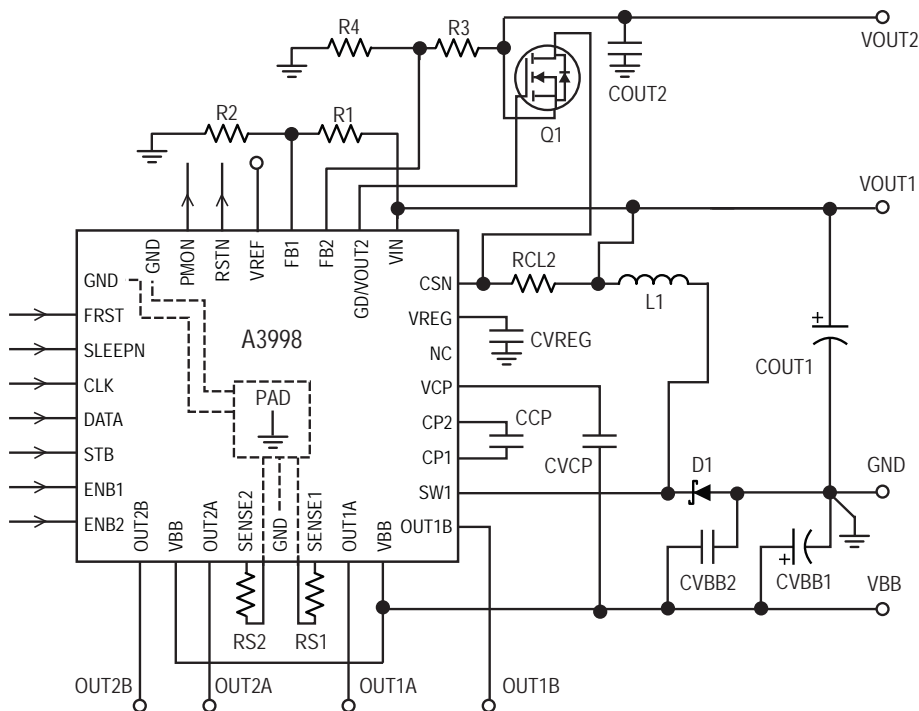 R4
R3
VOUT2
COUT2
R2
R1
Q1
VOUT1
GND
PMON
RSTN
VREF
FB1
FB2
GD/VOUT2
VIN
GND
CSN
RCL2
L1
FRST
VREG
CVREG
SLEEPN
A3998
NC
COUT1
+
CLK
PAD
VCP
DATA
CP2
CCP
STB
CP1
CVCP
D1
GND
ENB1
SW1
ENB2
OUT1B
OUT2B
VBB
OUT2A
SENSE2
GND
SENSE1
OUT1A
VBB
CVBB2
+
CVBB1
VBB
RS2
RS1
OUT2B
OUT2A
OUT1A
OUT1B